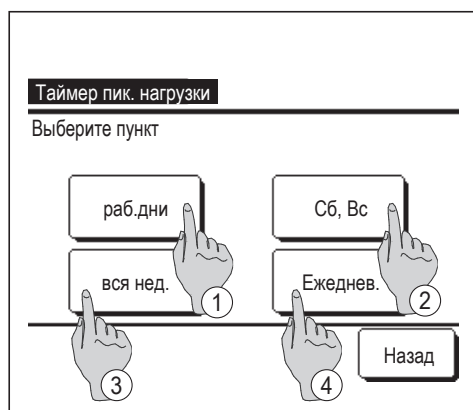 Таймер пик. нагрузки
Выберите пункт
раб.дни
Сб, Вс
вся нед.
1
Ежеднев.
2
3
4
Назад